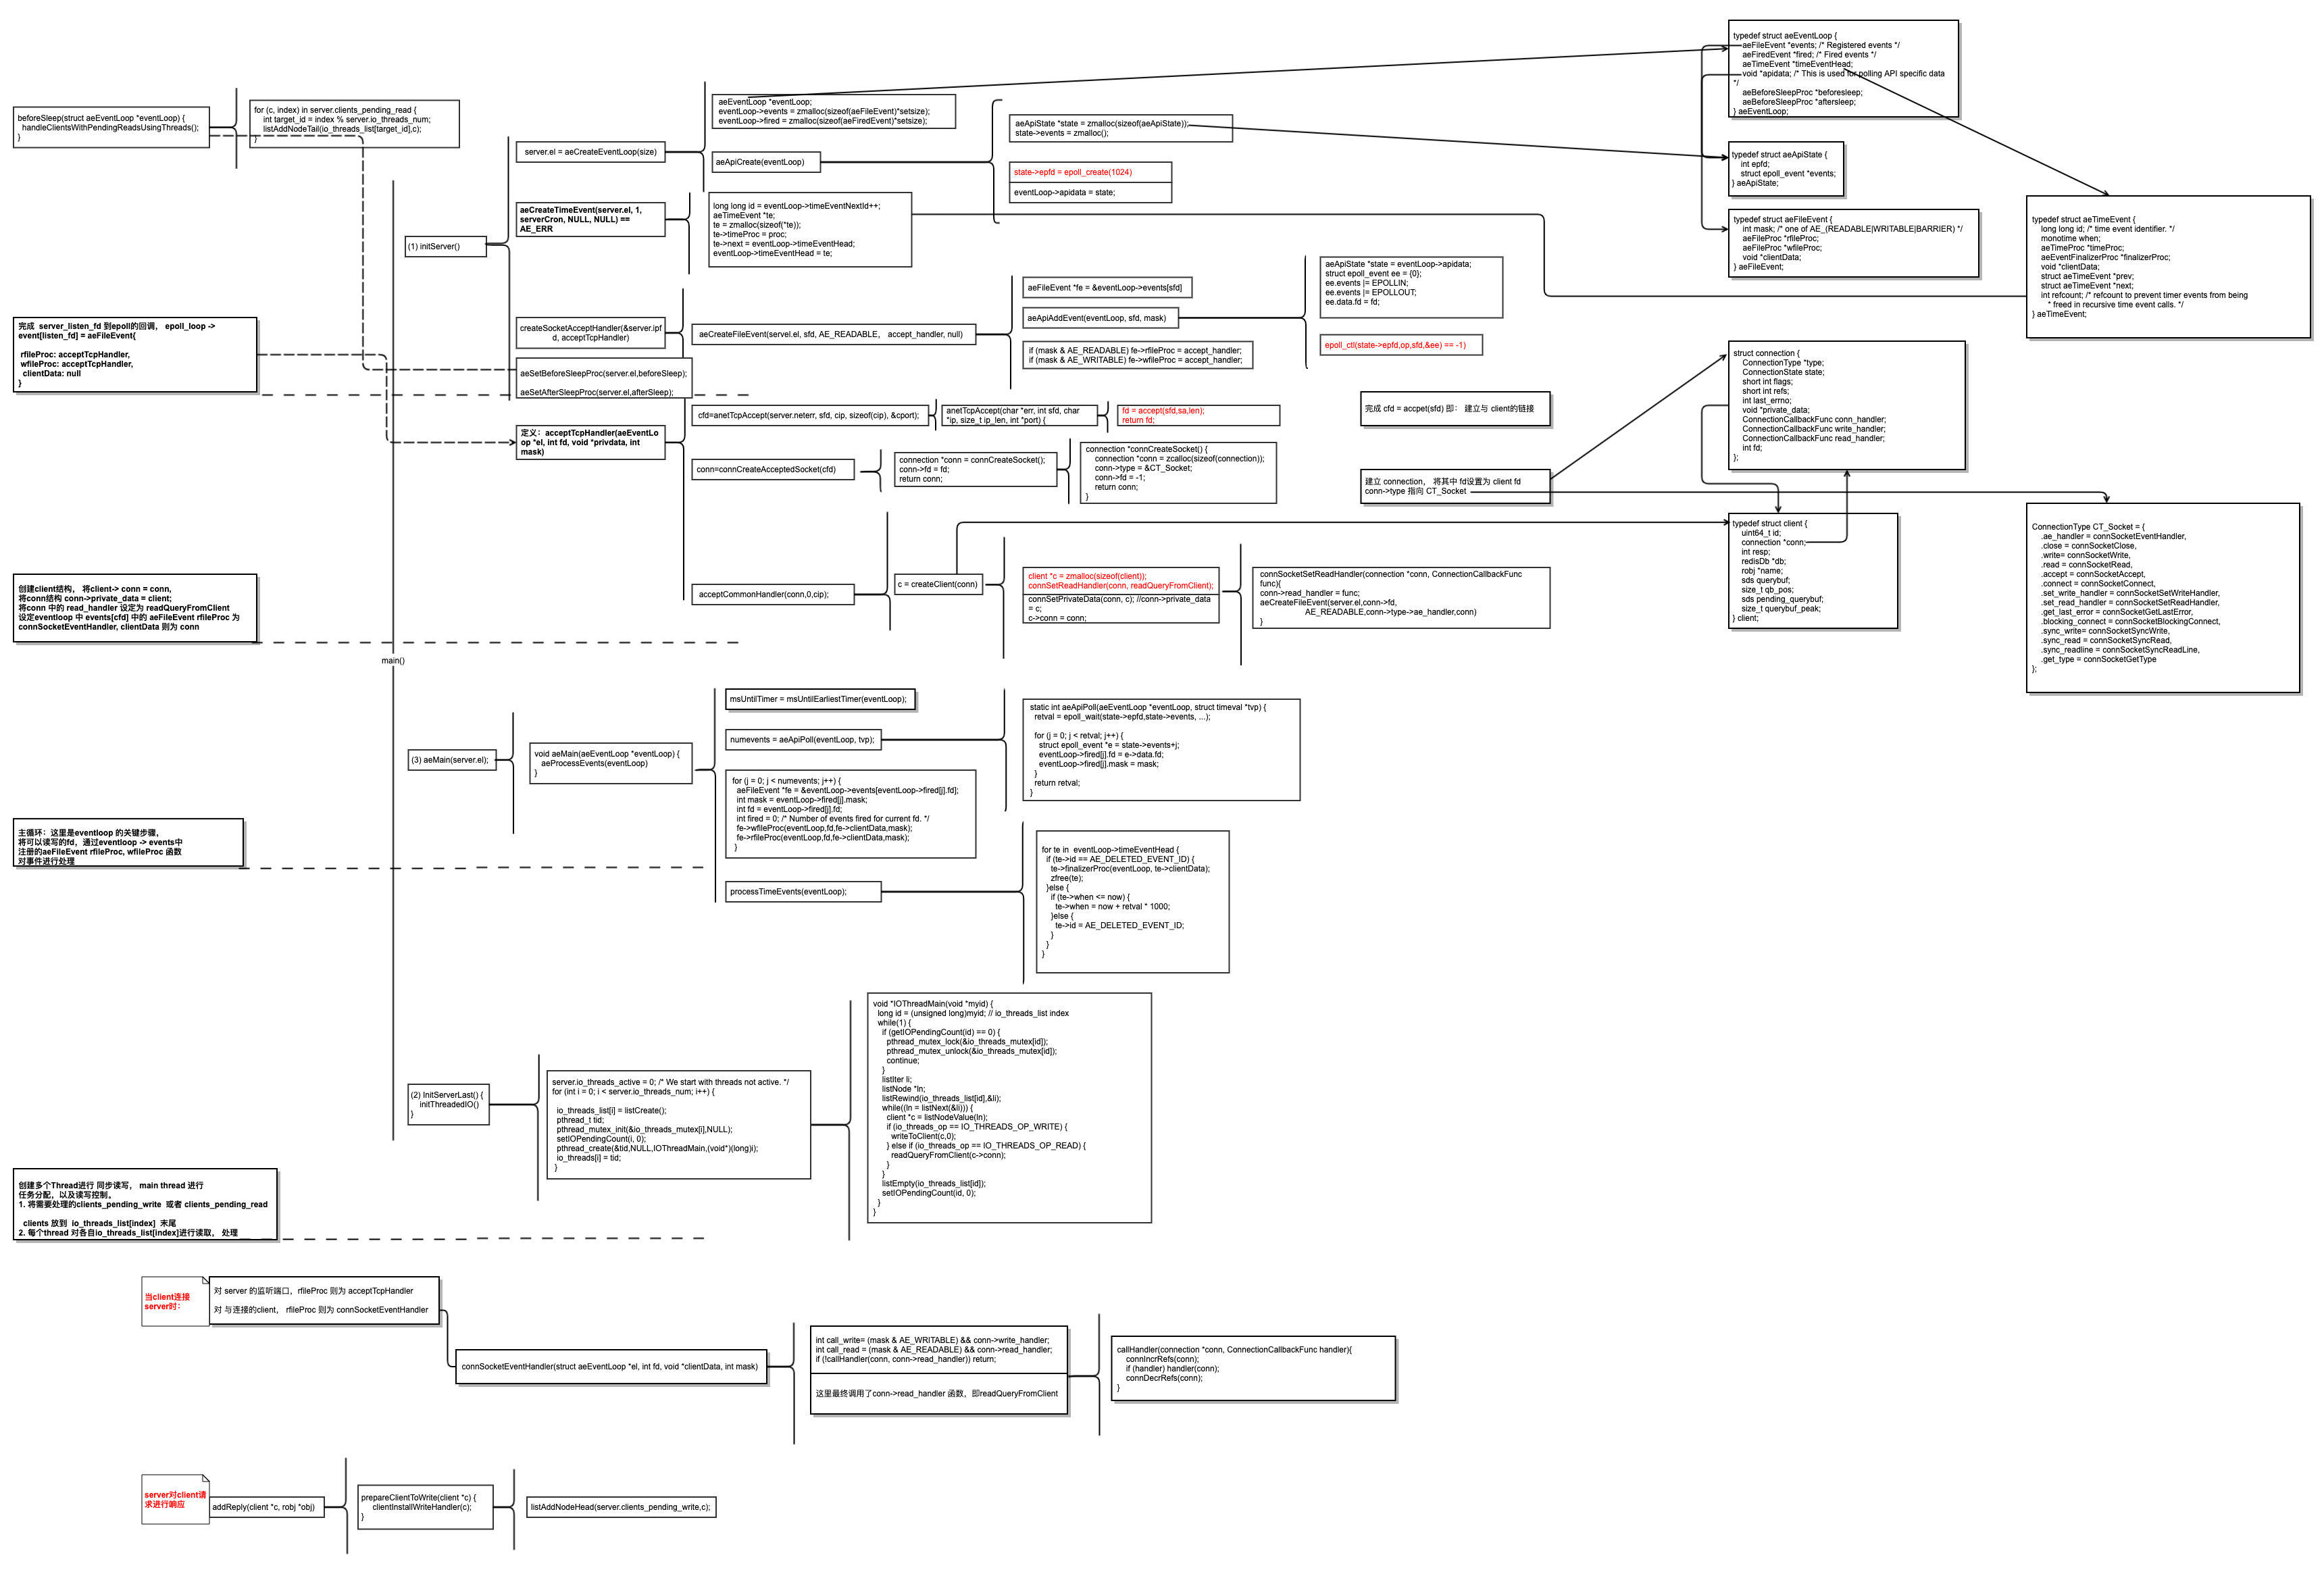 beforeSleep(struct aeEventLoop *eventLoop) {
handleClientsWithPendingReadsUsingThreads();
}
for (c, index) in server.clients_pending_read {
int target_id = index % server.io_threads_num;
listAddNodeTail(io_threads_list[target_id],c);
}
main()
(1) initServer()
server.el = aeCreateEventLoop(size)
aeEventLoop *eventLoop;
eventLoop->events = zmalloc(sizeof(aeFileEvent)*setsize);
eventLoop->fired = zmalloc(sizeof(aeFiredEvent)*setsize);
aeApiCreate(eventLoop)
aeApiState *state = zmalloc(sizeof(aeApiState));
state->events = zmalloc();
state->epfd = epoll_create(1024)
eventLoop->apidata = state;
aeCreateTimeEvent(server.el, 1,
serverCron, NULL, NULL) ==
AE_ERR
long long id = eventLoop->timeEventNextId++;
aeTimeEvent *te;
te = zmalloc(sizeof(*te));
te->timeProc = proc;
te->next = eventLoop->timeEventHead;
eventLoop->timeEventHead = te;
createSocketAcceptHandler(&server.ipf
d, acceptTcpHandler)
aeCreateFileEvent(servel.el, sfd, AE_READABLE, accept_handler, null)
aeFileEvent *fe = &eventLoop->events[sfd]
aeApiAddEvent(eventLoop, sfd, mask)
if (mask & AE_READABLE) fe->rfileProc = accept_handler;
if (mask & AE_WRITABLE) fe->wfileProc = accept_handler;
aeApiState *state = eventLoop->apidata;
struct epoll_event ee = {0};
ee.events |= EPOLLIN;
ee.events |= EPOLLOUT;
ee.data.fd = fd;
epoll_ctl(state->epfd,op,sfd,&ee) == -1)
aeSetBeforeSleepProc(server.el,beforeSleep);
aeSetAfterSleepProc(server.el,afterSleep);
完成 server_listen_fd 到epoll的回调, epoll_loop ->
event[listen_fd] = aeFileEvent{
rfileProc: acceptTcpHandler,
wfileProc: acceptTcpHandler,
clientData: null
}
定义: acceptTcpHandler(aeEventLo
op *el, int fd, void *privdata, int
mask)
cfd=anetTcpAccept(server.neterr, sfd, cip, sizeof(cip), &cport);
anetTcpAccept(char *err, int sfd, char
*ip, size_t ip_len, int *port) {
fd = accept(sfd,sa,len);
return fd;
完成 cfd = accpet(sfd) 即: 建立与 client的链接
conn=connCreateAcceptedSocket(cfd)
connection *conn = connCreateSocket();
conn->fd = fd;
return conn;
connection *connCreateSocket() {
connection *conn = zcalloc(sizeof(connection));
conn->type = &CT_Socket;
conn->fd = -1;
return conn;
}
建立 connection, 将其中 fd设置为 client fd
conn->type 指向 CT_Socket
acceptCommonHandler(conn,0,cip);
c = createClient(conn)
client *c = zmalloc(sizeof(client));
connSetReadHandler(conn, readQueryFromClient);
connSetPrivateData(conn, c); //conn->private_data
= c;
c->conn = conn;
connSocketSetReadHandler(connection *conn, ConnectionCallbackFunc
func){
conn->read_handler = func;
aeCreateFileEvent(server.el,conn->fd,
AE_READABLE,conn->type->ae_handler,conn)
}
创建client结构, 将client-> conn = conn,
将conn结构 conn->private_data = client;
将conn 中的 read_handler 设定为 readQueryFromClient
设定eventloop 中 events[cfd] 中的 aeFileEvent rfileProc 为
connSocketEventHandler, clientData 则为 conn
typedef struct aeEventLoop {
aeFileEvent *events; /* Registered events */
aeFiredEvent *fired; /* Fired events */
aeTimeEvent *timeEventHead;
void *apidata; /* This is used for polling API specific data
*/
aeBeforeSleepProc *beforesleep;
aeBeforeSleepProc *aftersleep;
} aeEventLoop;
typedef struct aeApiState {
int epfd;
struct epoll_event *events;
} aeApiState;
typedef struct aeFileEvent {
int mask; /* one of AE_(READABLE|WRITABLE|BARRIER) */
aeFileProc *rfileProc;
aeFileProc *wfileProc;
void *clientData;
} aeFileEvent;
typedef struct aeTimeEvent {
long long id; /* time event identifier. */
monotime when;
aeTimeProc *timeProc;
aeEventFinalizerProc *finalizerProc;
void *clientData;
struct aeTimeEvent *prev;
struct aeTimeEvent *next;
int refcount; /* refcount to prevent timer events from being
* freed in recursive time event calls. */
} aeTimeEvent;
struct connection {
ConnectionType *type;
ConnectionState state;
short int flags;
short int refs;
int last_errno;
void *private_data;
ConnectionCallbackFunc conn_handler;
ConnectionCallbackFunc write_handler;
ConnectionCallbackFunc read_handler;
int fd;
};
typedef struct client {
uint64_t id;
connection *conn;
int resp;
redisDb *db;
robj *name;
sds querybuf;
size_t qb_pos;
sds pending_querybuf;
size_t querybuf_peak;
} client;
ConnectionType CT_Socket = {
.ae_handler = connSocketEventHandler,
.close = connSocketClose,
.write= connSocketWrite,
.read = connSocketRead,
.accept = connSocketAccept,
.connect = connSocketConnect,
.set_write_handler = connSocketSetWriteHandler,
.set_read_handler = connSocketSetReadHandler,
.get_last_error = connSocketGetLastError,
.blocking_connect = connSocketBlockingConnect,
.sync_write= connSocketSyncWrite,
.sync_read = connSocketSyncRead,
.sync_readline = connSocketSyncReadLine,
.get_type = connSocketGetType
};
(3) aeMain(server.el);
void aeMain(aeEventLoop *eventLoop) {
aeProcessEvents(eventLoop)
}
msUntilTimer = msUntilEarliestTimer(eventLoop);
numevents = aeApiPoll(eventLoop, tvp);
static int aeApiPoll(aeEventLoop *eventLoop, struct timeval *tvp) {
retval = epoll_wait(state->epfd,state->events, ...);
for (j = 0; j < retval; j++) {
struct epoll_event *e = state->events+j;
eventLoop->fired[j].fd = e->data.fd;
eventLoop->fired[j].mask = mask;
}
return retval;
}
for (j = 0; j < numevents; j++) {
aeFileEvent *fe = &eventLoop->events[eventLoop->fired[j].fd];
int mask = eventLoop->fired[j].mask;
int fd = eventLoop->fired[j].fd;
int fired = 0; /* Number of events fired for current fd. */
fe->wfileProc(eventLoop,fd,fe->clientData,mask);
fe->rfileProc(eventLoop,fd,fe->clientData,mask);
}
processTimeEvents(eventLoop);
for te in eventLoop->timeEventHead {
if (te->id == AE_DELETED_EVENT_ID) {
te->finalizerProc(eventLoop, te->clientData);
zfree(te);
}else {
if (te->when <= now) {
te->when = now + retval * 1000;
}else {
te->id = AE_DELETED_EVENT_ID;
}
}
}
主循环: 这里是eventloop 的关键步骤,
将可以读写的fd, 通过eventloop -> events中
注册的aeFileEvent rfileProc, wfileProc 函数
对事件进行处理
(2) InitServerLast() {
initThreadedIO()
}
server.io_threads_active = 0; /* We start with threads not active. */
for (int i = 0; i < server.io_threads_num; i++) {
io_threads_list[i] = listCreate();
pthread_t tid;
pthread_mutex_init(&io_threads_mutex[i],NULL);
setIOPendingCount(i, 0);
pthread_create(&tid,NULL,IOThreadMain,(void*)(long)i);
io_threads[i] = tid;
}
void *IOThreadMain(void *myid) {
long id = (unsigned long)myid; // io_threads_list index
while(1) {
if (getIOPendingCount(id) == 0) {
pthread_mutex_lock(&io_threads_mutex[id]);
pthread_mutex_unlock(&io_threads_mutex[id]);
continue;
}
listIter li;
listNode *ln;
listRewind(io_threads_list[id],&li);
while((ln = listNext(&li))) {
client *c = listNodeValue(ln);
if (io_threads_op == IO_THREADS_OP_WRITE) {
writeToClient(c,0);
} else if (io_threads_op == IO_THREADS_OP_READ) {
readQueryFromClient(c->conn);
}
}
listEmpty(io_threads_list[id]);
setIOPendingCount(id, 0);
}
}
创建多个Thread进行 同步读写, main thread 进行
任务分配, 以及读写控制。
1. 将需要处理的clients_pending_write 或者 clients_pending_read
clients 放到 io_threads_list[index] 末尾
2. 每个thread 对各自io_threads_list[index]进行读取, 处理
当client连接
server时:
对 server 的监听端口, rfileProc 则为 acceptTcpHandler
对 与连接的client, rfileProc 则为 connSocketEventHandler
connSocketEventHandler(struct aeEventLoop *el, int fd, void *clientData, int mask)
int call_write= (mask & AE_WRITABLE) && conn->write_handler;
int call_read = (mask & AE_READABLE) && conn->read_handler;
if (!callHandler(conn, conn->read_handler)) return;
这里最终调用了conn->read_handler 函数, 即readQueryFromClient
callHandler(connection *conn, ConnectionCallbackFunc handler){
connIncrRefs(conn);
if (handler) handler(conn);
connDecrRefs(conn);
}
server对client请
求进行响应
addReply(client *c, robj *obj)
prepareClientToWrite(client *c) {
clientInstallWriteHandler(c);
}
listAddNodeHead(server.clients_pending_write,c);